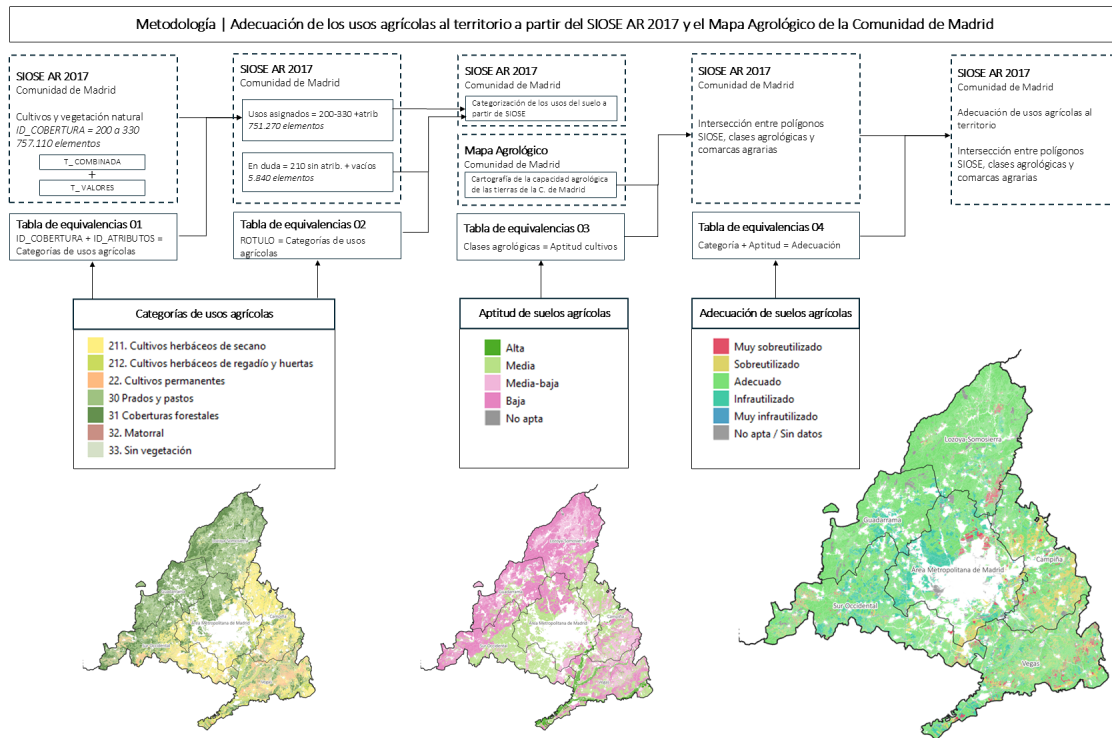 Metodología | Adecuación de los usos agrícolas al territorio a partir del SIOSE AR 2017 y el Mapa Agrológico de la Comunidad de Madrid
SIOSE AR 2017
Comunidad de Madrid
Cultivos y vegetación natural
ID_COBERTURA = 200 a 330
757.110 elementos
T_COMBINADA
+
T_ VALORES
Tabla de equivalencias 01
ID_COBERTURA + ID_ATRIBUTOS =
Categorías de usos agrícolas
SIOSE AR 2017
Comunidad de Madrid
Usos asignados = 200-330 +atrib
751.270 elementos
En duda = 210 sin atrib. + vacíos
5.840 elementos
Tabla de equivalencias 02
ROTULO = Categorías de usos
agrícolas
SIOSE AR 2017
Comunidad de Madrid
Categorización de los usos del suelo a
partir de SIOSE
Mapa Agrológico
Comunidad de Madrid
Cartografía de la capacidad agrológica
de las tierras de la C. de Madrid
Tabla de equivalencias 03
Clases agrológicas = Aptitud cultivos
SIOSE AR 2017
Comunidad de Madrid
Intersección entre polígonos
SIOSE, clases agrológicas y
comarcas agrarias
Tabla de equivalencias 04
Categoría + Aptitud = Adecuación
SIOSE AR 2017
Comunidad de Madrid
Adecuación de usos agrícolas al
territorio
Intersección entre polígonos
SIOSE, clases agrológicas y
comarcas agrarias
Categorías de usos agrícolas
211. Cultivos herbáceos de secano
212. Cultivos herbáceos de regadío y huertas
22. Cultivos permanentes
30 Prados y pastos
31 Coberturas forestales
32. Matorral
33. Sin vegetación
Aptitud de suelos agrícolas
Alta
Media
Media-baja
Baja
No apta
Adecuación de suelos agrícolas
Muy sobreutilizado
Sobreutilizado
Adecuado
Infrautilizado
Muy infrautilizado
No apta / Sin datos
Lozoya-Somosierra
Guadarrama
Campiña
Área Metropolitana de Madrid
Sur Occidental
Vegas